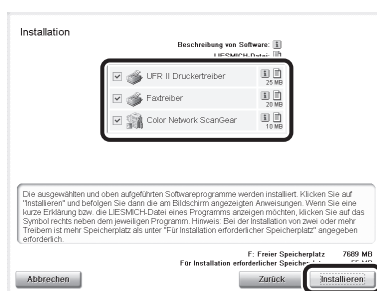 Installation
Beschreibung von Software:
LIESMICH-Datei:
UFR II Druckertreiber
25 MB
Faxtreiber
20 MB
Color Network ScanGear
10 MB
Die ausgewählten und oben aufgeführten Softwareprogramme werden installiert. Klicken Sie auf
"Installieren" und befolgen Sie dann die am Bildschirm angezeigten Anweisungen. Wenn Sie eine
kurze Erklärung bzw. die LIESMICH-Datei eines Programms anzeigen möchten, klicken Sie auf das
Symbol rechts neben dem jeweiligen Programm. Hinweis: Bei der Installation von zwei oder mehr
Treibern ist mehr Speicherplatz als unter "Für Installation erforderlicher Speicherplatz" angegeben
erforderlich.
F: Freier Speicherplatz 7689 MB
Für Installation erforderlicher 55 MB
Abbrechen Zurück Installieren